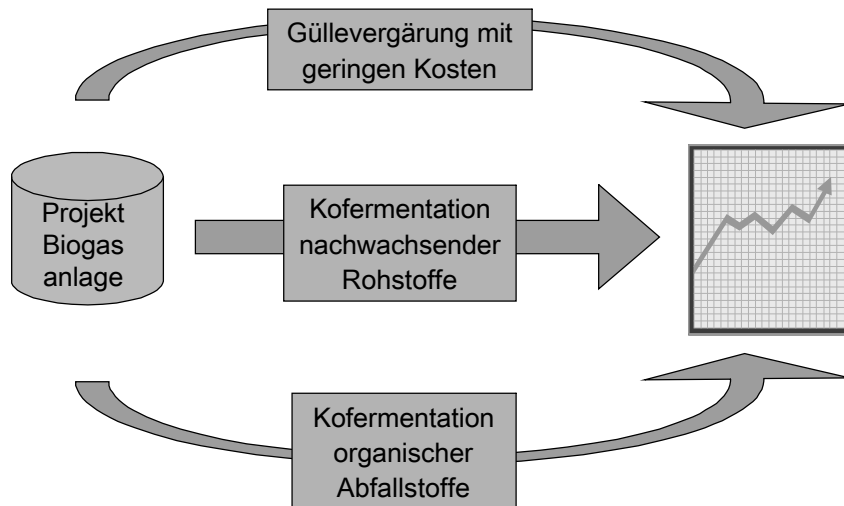 Güllevergärung mit
geringen Kosten
Projekt
Biogas
anlage
Kofermentation
nachwachsender
Rohstoffe
Kofermentation
organischer
Abfallstoffe